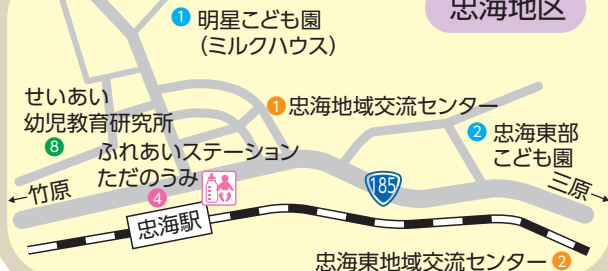 忠海地区
1 明星こども園
(ミルクハウス)
せいあい
幼児教育研究所
8
1 忠海地域交流センター
2 忠海東部
こども園
ふれあいステーション
ただのうみ
4
185
←竹原
三原→
忠海駅
忠海東地域交流センター 2